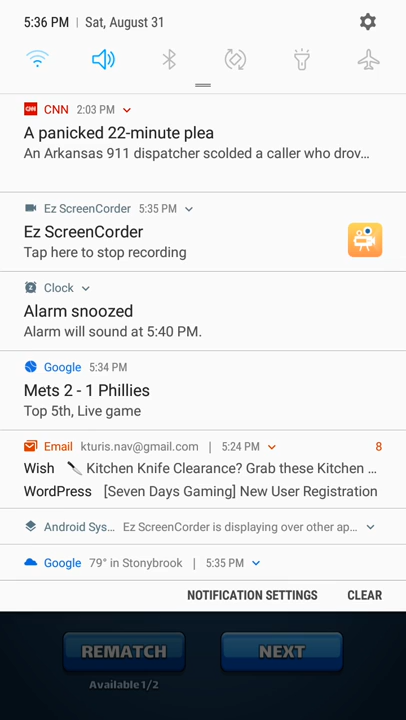 5:36 PM | Sat, August 31
CNN 2:03 PM
A panicked 22-minute plea
An Arkansas 911 dispatcher scolded a caller who drov...
Ez ScreenCorder 5:35 PM
Ez ScreenCorder
Tap here to stop recording
Clock
Alarm snoozed
Alarm will sound at 5:40 PM.
Google 5:34 PM
Mets 2 - 1 Phillies
Top 5th, Live game
Email kturis.nav@gmail.com | 5:24 PM 8
Wish 🔪 Kitchen Knife Clearance? Grab these Kitchen ...
WordPress [Seven Days Gaming] New User Registration
Android Sys... Ez ScreenCorder is displaying over other ap...
Google 79° in Stonybrook | 5:35 PM
NOTIFICATION SETTINGS CLEAR
REMATCH NEXT
Available 1/2